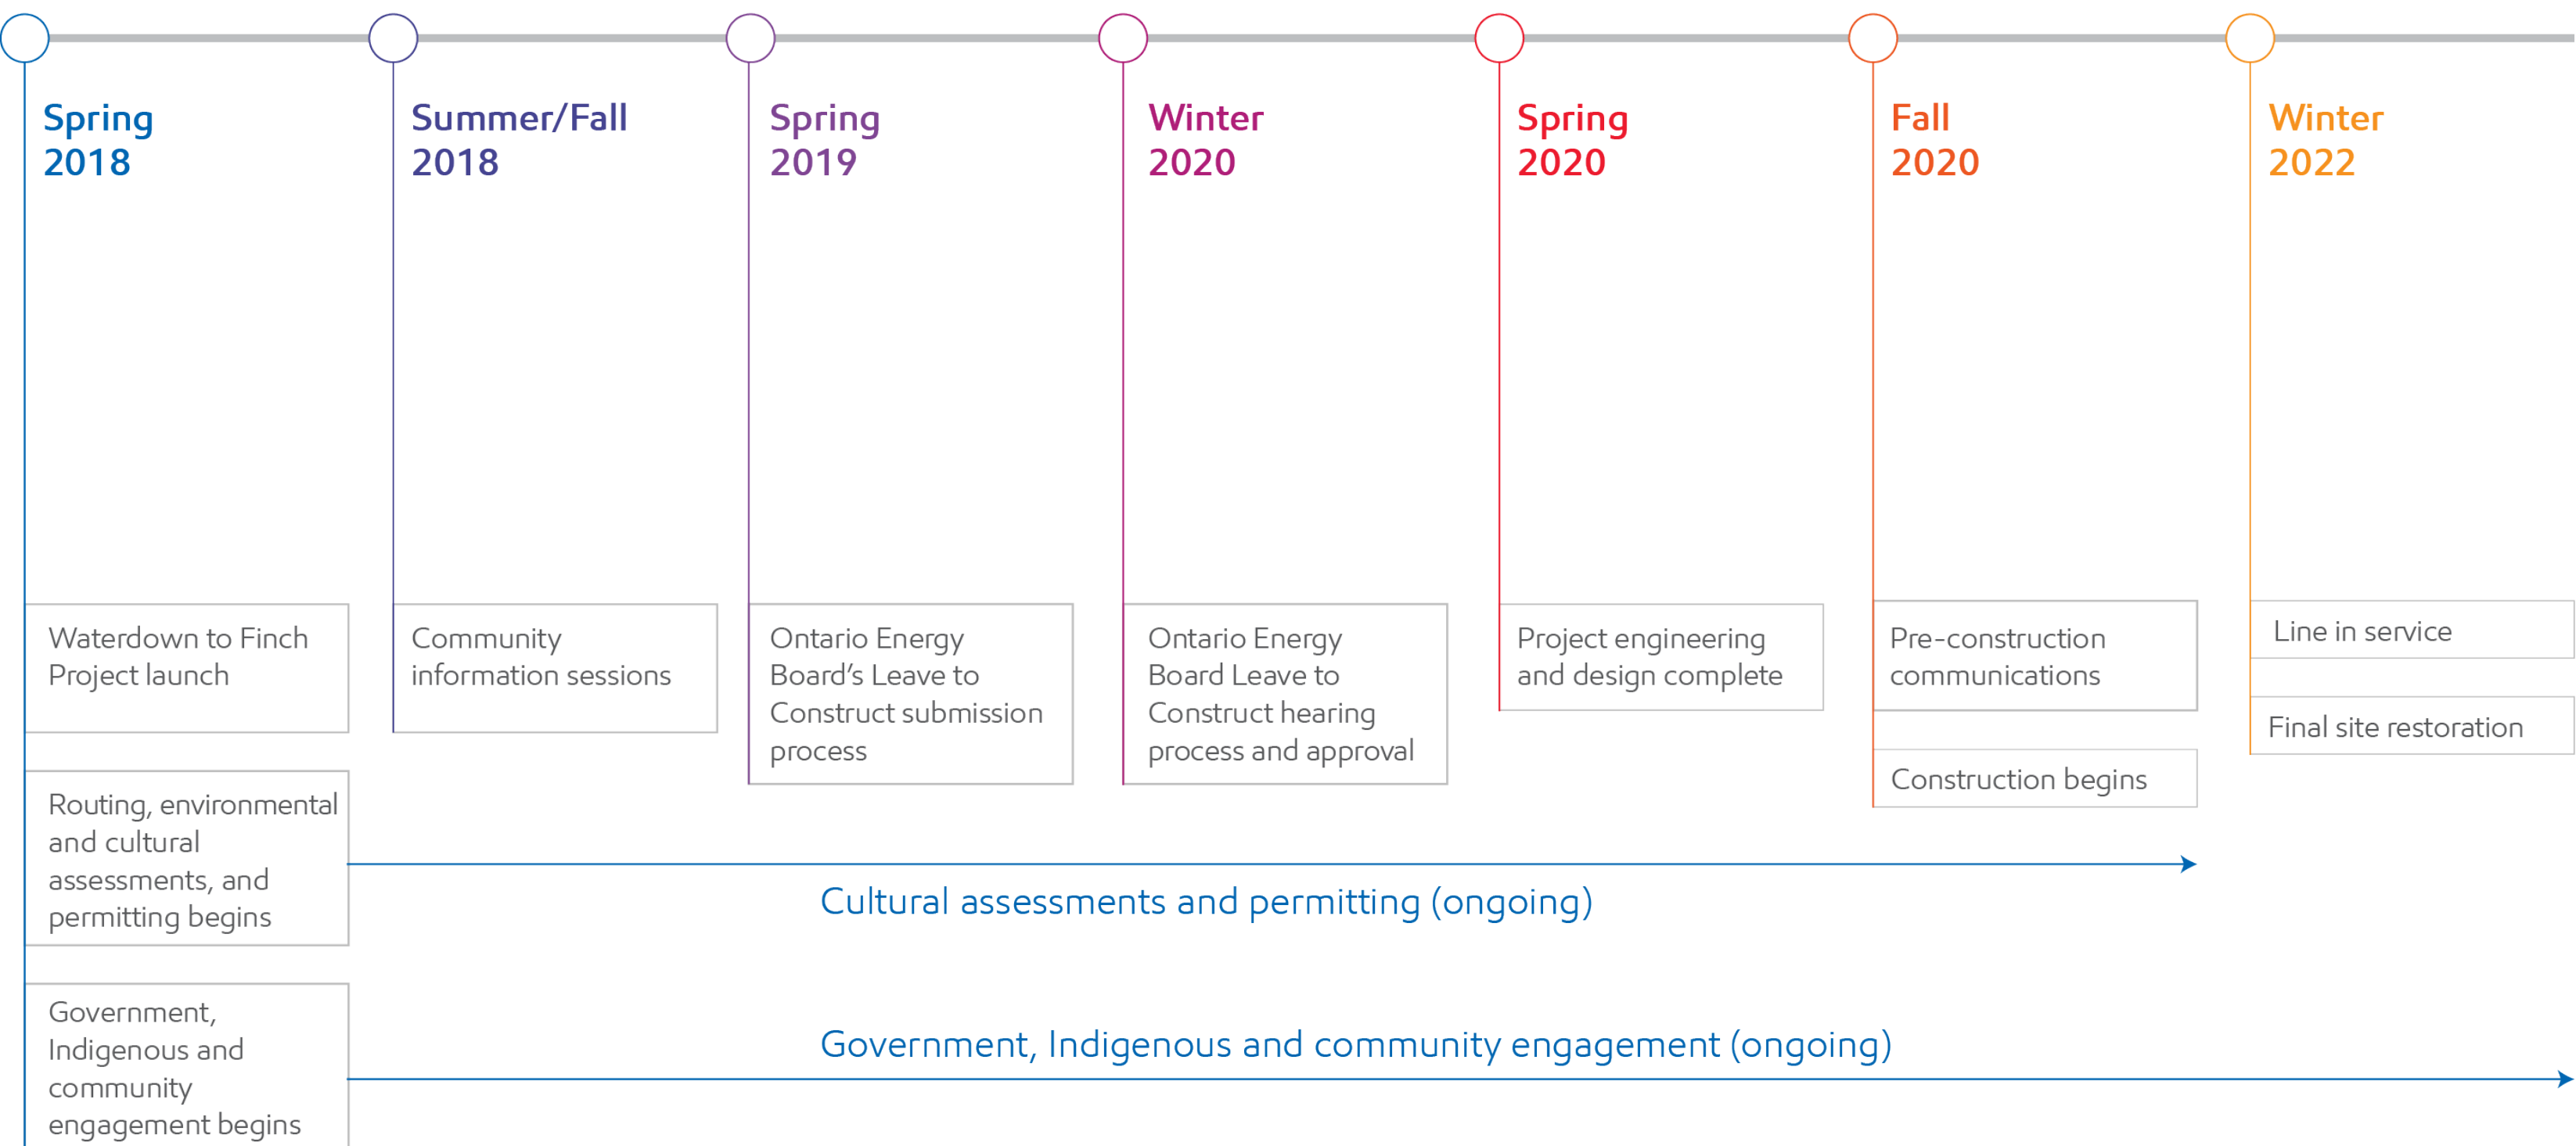 Spring
2018
Summer/Fall
2018
Spring
2019
Winter
2020
Spring
2020
Fall
2020
Winter
2022
Waterdown to Finch
Project launch
Routing, environmental
and cultural
assessments, and
permitting begins
Government,
Indigenous and
community
engagement begins
Community
information sessions
Ontario Energy
Board’s Leave to
Construct submission
process
Ontario Energy
Board Leave to
Construct hearing
process and approval
Project engineering
and design complete
Pre-construction
communications
Construction begins
Line in service
Final site restoration
Cultural assessments and permitting (ongoing)
Government, Indigenous and community engagement (ongoing)